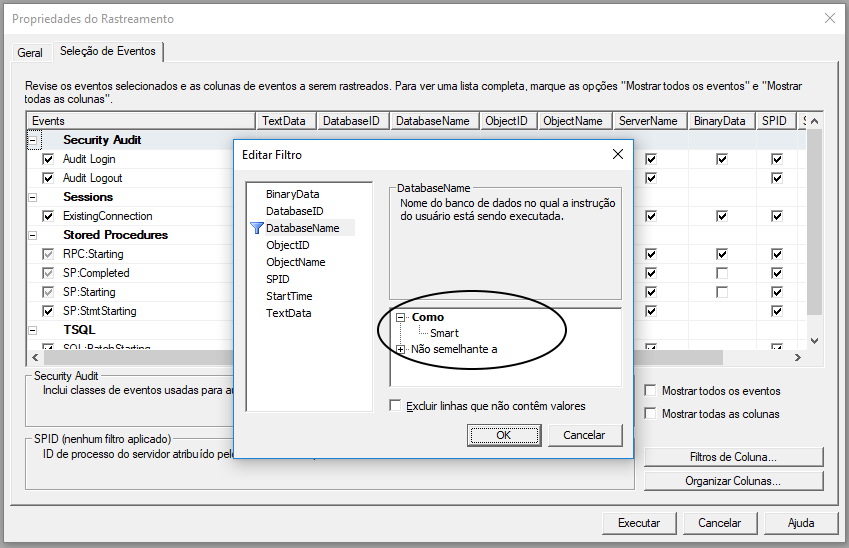 Propriedades do Rastreamento
Geral
Seleção de Eventos
Revise os eventos selecionados e as colunas de eventos a serem rastreados. Para ver uma lista completa, marque as opções "Mostrar todos os eventos" e "Mostrar
todas as colunas".
Events TextData DatabaseID DatabaseName ObjectID ObjectName ServerName BinaryData SPID
Security Audit
Audit Login
Audit Logout
Sessions
ExistingConnection
Stored Procedures
RPC:Starting
SP:Completed
SP:Starting
SP:StmtStarting
TSQL
SQL:BatchStarting
Editar Filtro
BinaryData
DatabaseID
DatabaseName
ObjectID
ObjectName
SPID
StartTime
TextData
DatabaseName
Nome do banco de dados no qual a instrução
do usuário está sendo executada.
Como
Smart
Não semelhante a
Excluir linhas que não contêm valores
OK
Cancelar
Security Audit
Inclui classes de eventos usadas para
SPID (nenhum filtro aplicado)
ID de processo do servidor atribuído
Mostrar todos os eventos
Mostrar todas as colunas
Filtros de Coluna...
Organizar Colunas...
Executar
Cancelar
Ajuda